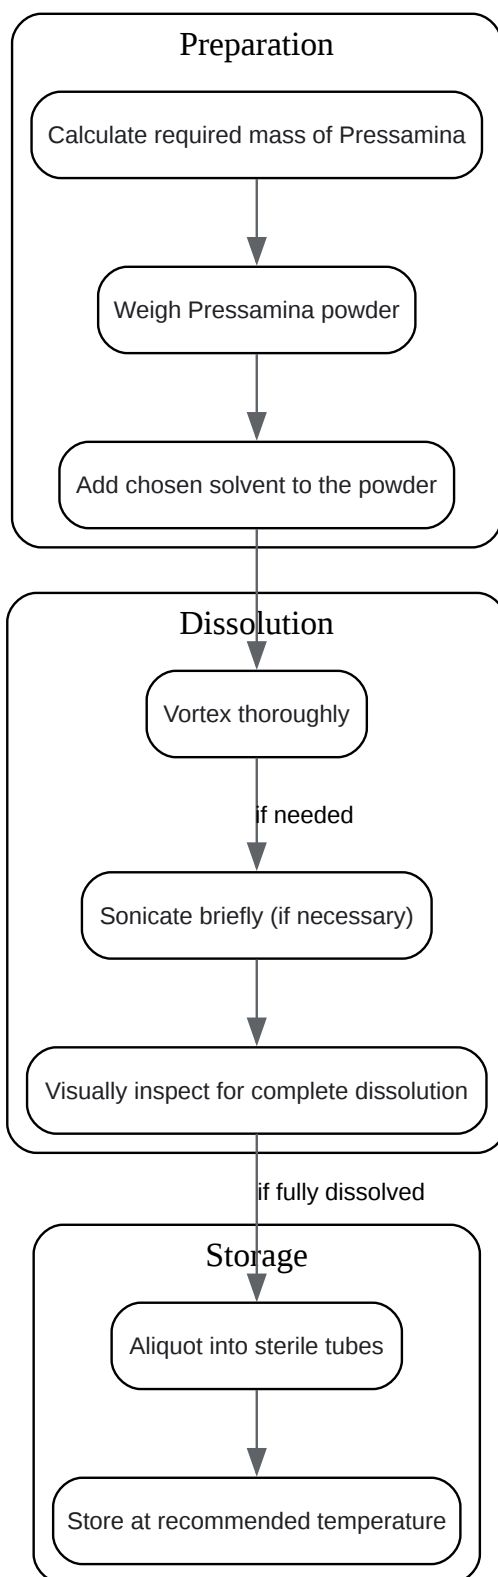 Preparation
Calculate required mass of Pressamina
Weigh Pressamina powder
Add chosen solvent to the powder
Dissolution
Vortex thoroughly
if needed
Sonicate briefly (if necessary)
Visually inspect for complete dissolution
if fully dissolved
Storage
Aliquot into sterile tubes
Store at recommended temperature